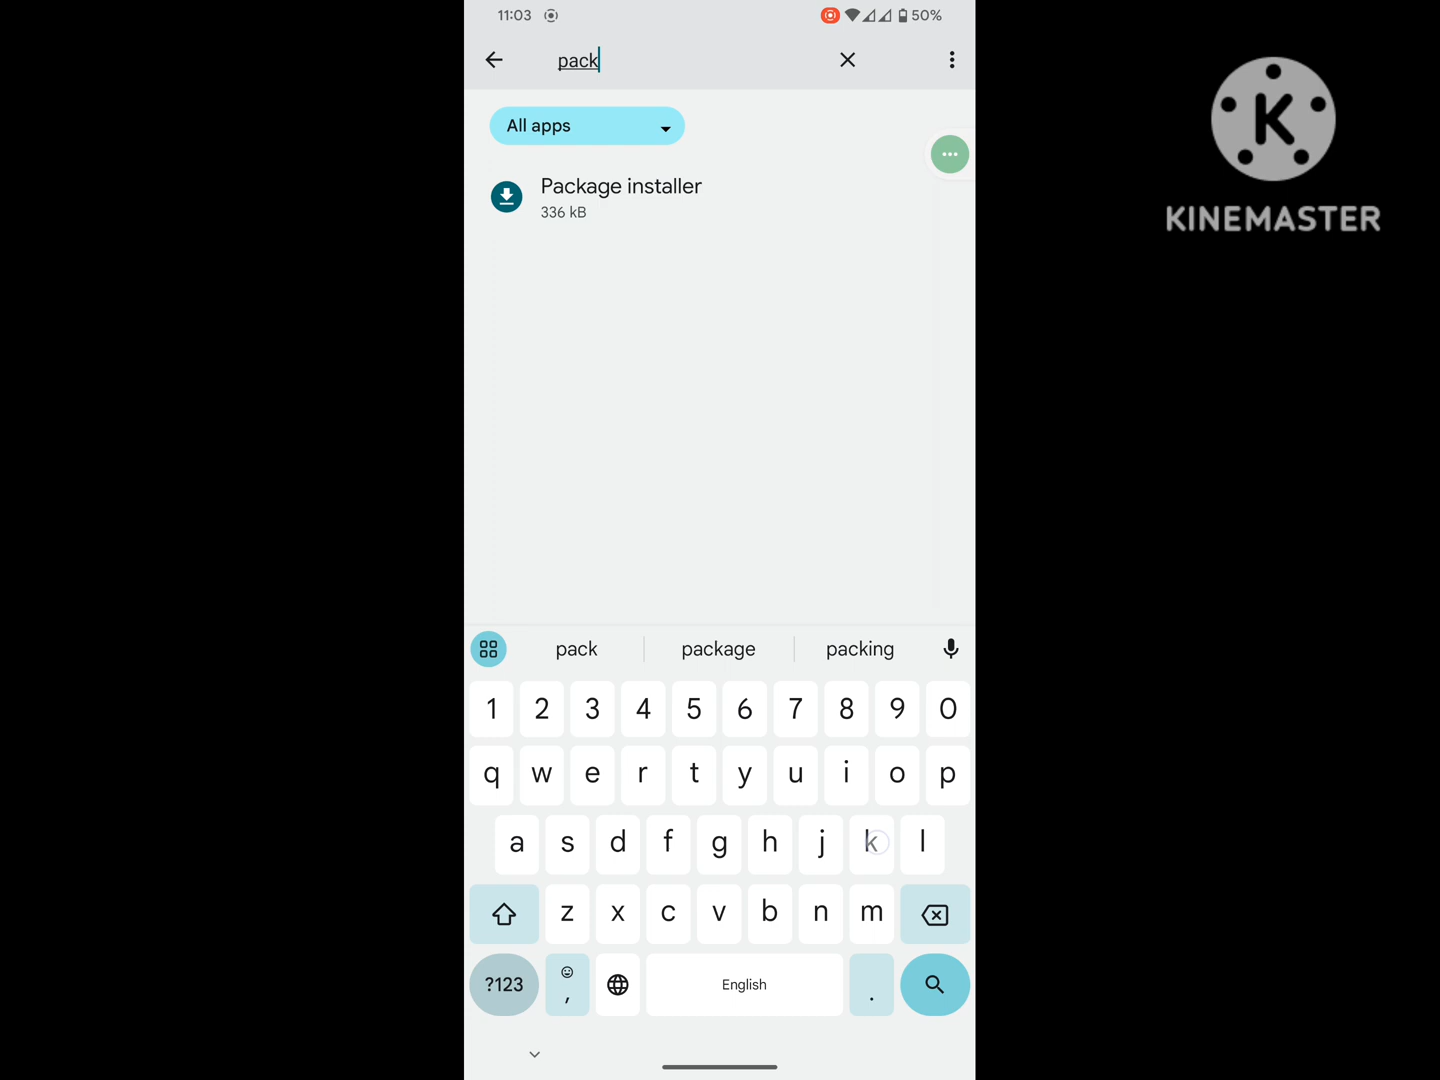 11:03 50%
pack
All apps
Package installer
336 kB
KINEMASTER
pack package packing
1 2 3 4 5 6 7 8 9 0
q w e r t y u i o p
a s d f g h j k l
z x c v b n m
?123 , English .